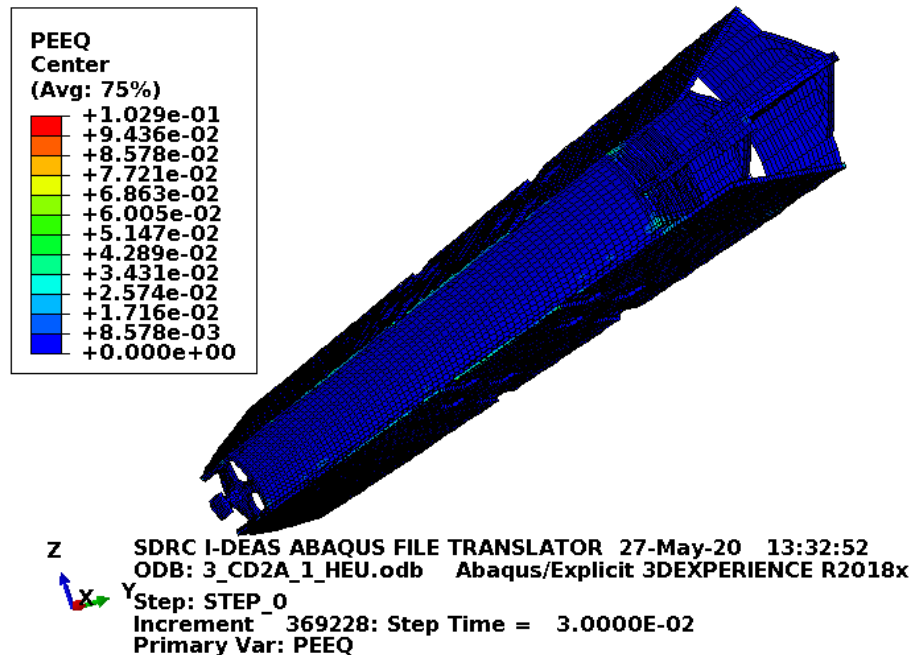 PEEQ
Center
(Avg: 75%)
+1.029e-01
+9.436e-02
+8.578e-02
+7.721e-02
+6.863e-02
+6.005e-02
+5.147e-02
+4.289e-02
+3.431e-02
+2.574e-02
+1.716e-02
+8.578e-03
+0.000e+00
Z
X
Y
SDRC I-DEAS ABAQUS FILE TRANSLATOR 27-May-20 13:32:52
ODB: 3_CD2A_1_HEU.odb Abaqus/Explicit 3DEXPERIENCE R2018x
Step: STEP_0
Increment 369228: Step Time = 3.0000E-02
Primary Var: PEEQ